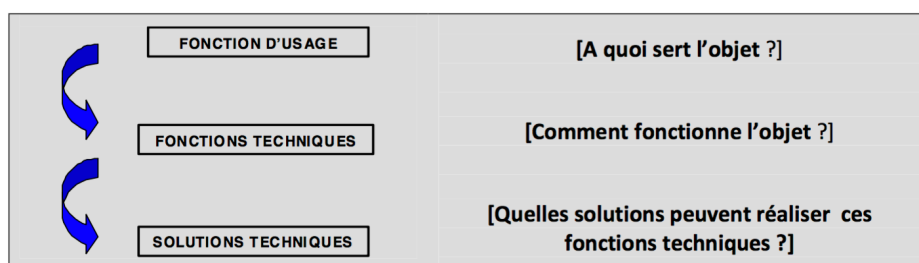 FONCTION D'USAGE
[A quoi sert l'objet ?]
FONCTIONS TECHNIQUES
[Comment fonctionne l'objet ?]
SOLUTIONS TECHNIQUES
[Quelles solutions peuvent réaliser ces
fonctions techniques ?]